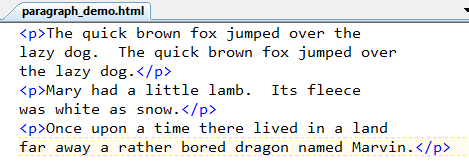 paragraph_demo.html
<p>The quick brown fox jumped over the
lazy dog.  The quick brown fox jumped over
the lazy dog.</p>
<p>Mary had a little lamb.  Its fleece
was white as snow.</p>
<p>Once upon a time there lived in a land
far away a rather bored dragon named Marvin.</p>